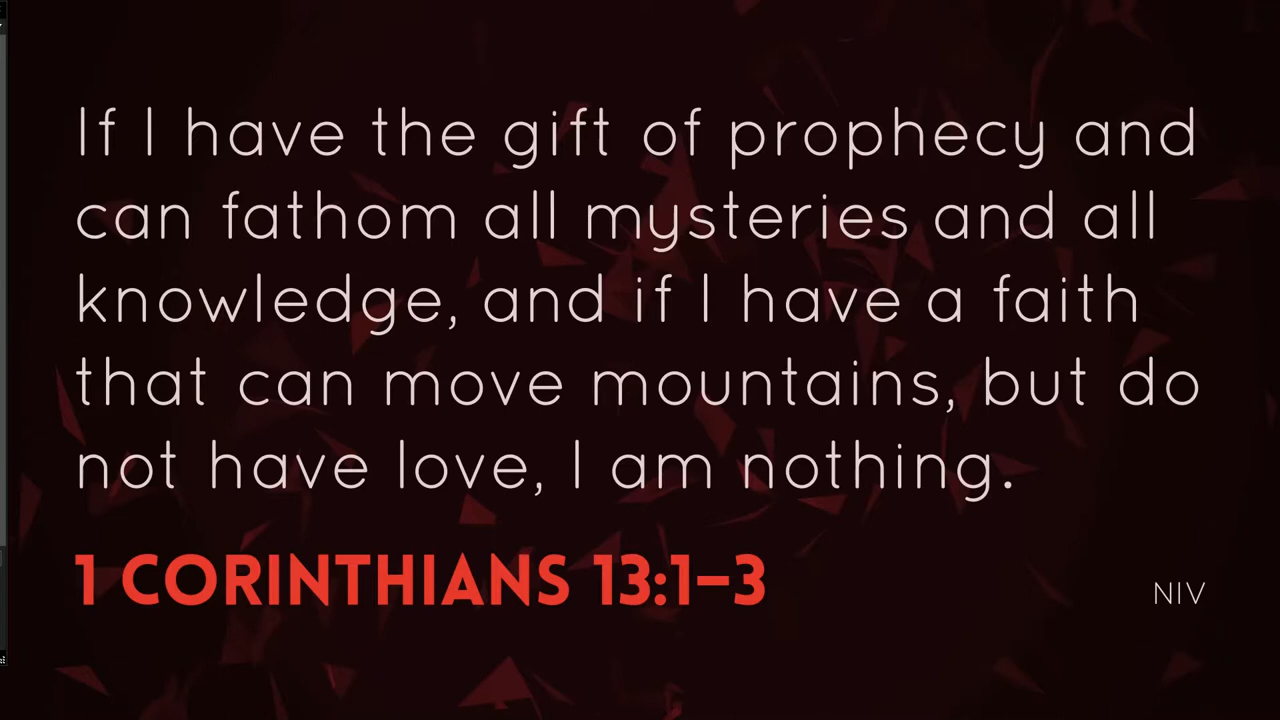 If I have the gift of prophecy and
can fathom all mysteries and all
knowledge, and if I have a faith
that can move mountains, but do
not have love, I am nothing.
1 CORINTHIANS 13:1–3
NIV